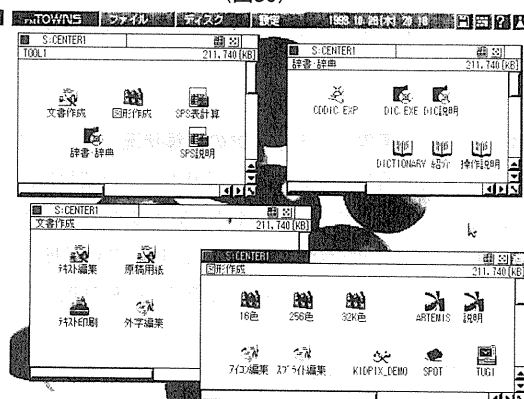 FMTOWNS ファイル ディスク 設定 1998.10.29(木) 20:18
S:CENTER1
TOOL1 211,740[KB]
文書作成 図形作成 SPS表計算
辞書・辞典 SPS説明
S:CENTER1
辞書・辞典 211,740[KB]
CDDIC.EXP DIC.EXE DIC説明
DICTIONARY 紹介 操作説明
S:CENTER1
文書作成 211,740[KB]
テキスト編集 原稿用紙
テキスト印刷 外字編集
S:CENTER1
図形作成 211,740[KB]
16色 256色 32K色 ARTEMIS 説明
アイコン編集 スプライト編集 KIDPIX_DEMO SPOT TUGI